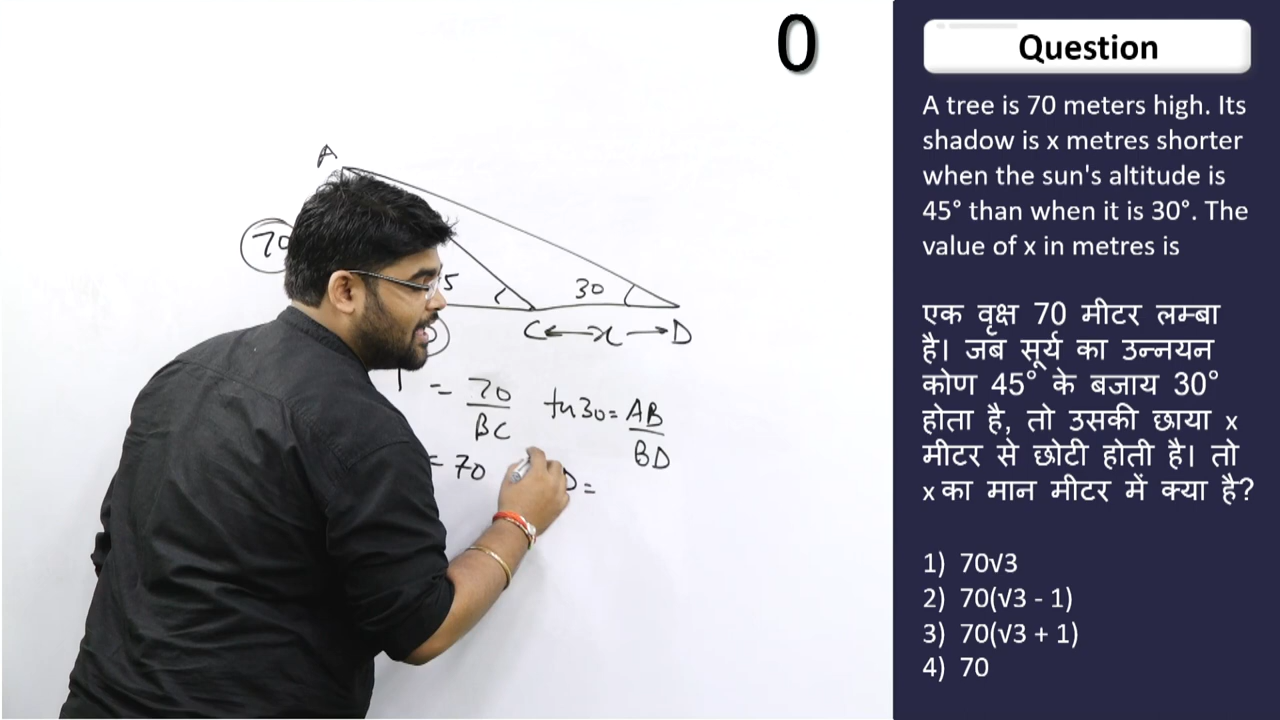 0
A
70
30
C x D
= 70/BC
tan30 = AB/BD
= 70
D =
Question
A tree is 70 meters high. Its
shadow is x metres shorter
when the sun's altitude is
45° than when it is 30°. The
value of x in metres is
एक वृक्ष 70 मीटर लम्बा
है। जब सूर्य का उन्नयन
कोण 45° के बजाय 30°
होता है, तो उसकी छाया x
मीटर से छोटी होती है। तो
x का मान मीटर में क्या है?
1) 70√3
2) 70(√3 - 1)
3) 70(√3 + 1)
4) 70